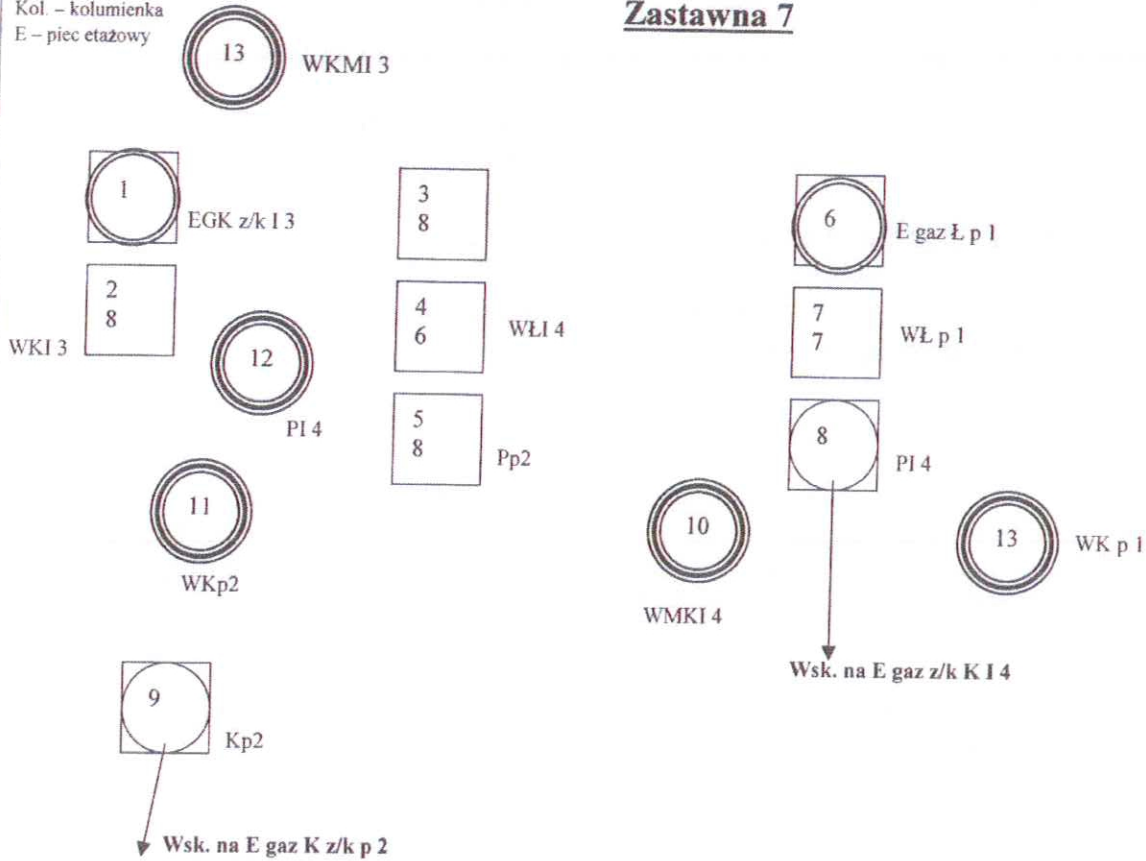 Kol. – kolumienka
E – piec etażowy
Zastawna 7
13
WKMI 3
1
EGK z/k I 3
3
8
6
E gaz Ł p 1
2
8
WKI 3
4
6
WŁI 4
7
7
WŁ p 1
12
PI 4
5
8
Pp2
8
PI 4
11
WKp2
10
WMKI 4
13
WK p 1
Wsk. na E gaz z/k K I 4
9
Kp2
Wsk. na E gaz K z/k p 2